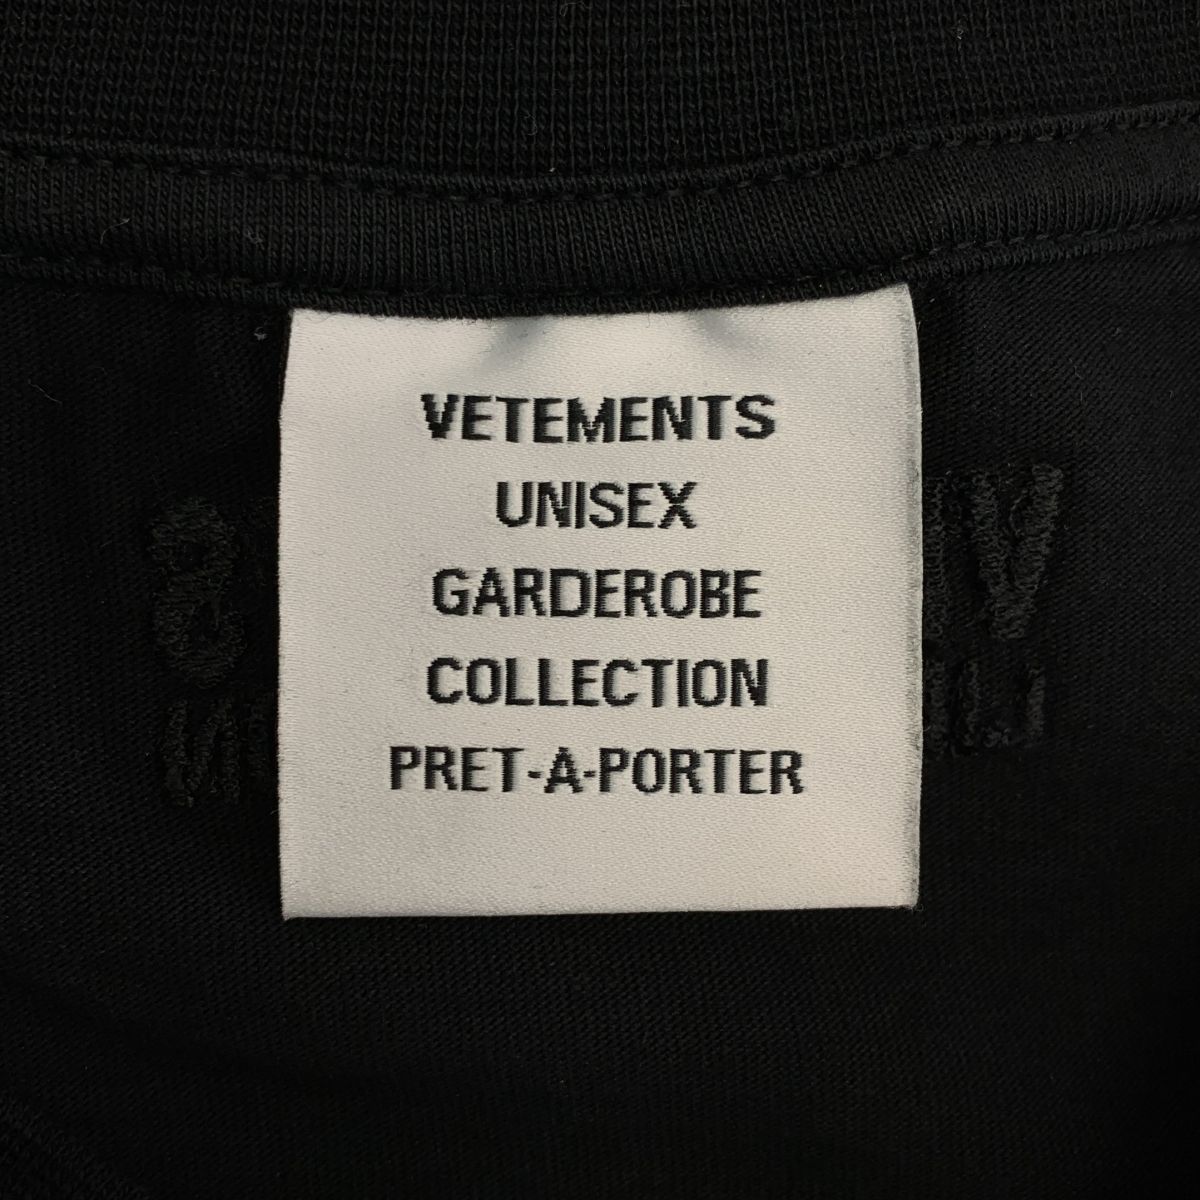 VETEMENTS
UNISEX
GARDEROBE
COLLECTION
PRET-A-PORTER